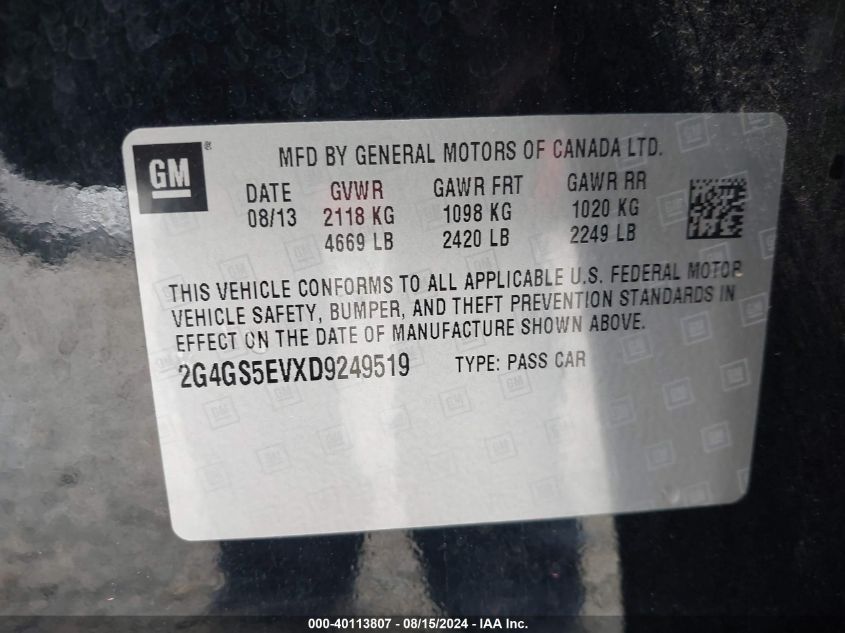 GM ®
MFD BY GENERAL MOTORS OF CANADA LTD.
DATE GVWR GAWR FRT GAWR RR
08/13 2118 KG 1098 KG 1020 KG
4669 LB 2420 LB 2249 LB
THIS VEHICLE CONFORMS TO ALL APPLICABLE U.S. FEDERAL MOTOR
VEHICLE SAFETY, BUMPER, AND THEFT PREVENTION STANDARDS IN
EFFECT ON THE DATE OF MANUFACTURE SHOWN ABOVE.
2G4GS5EVXD9249519 TYPE: PASS CAR
000-40113807 - 08/15/2024 - IAA Inc.